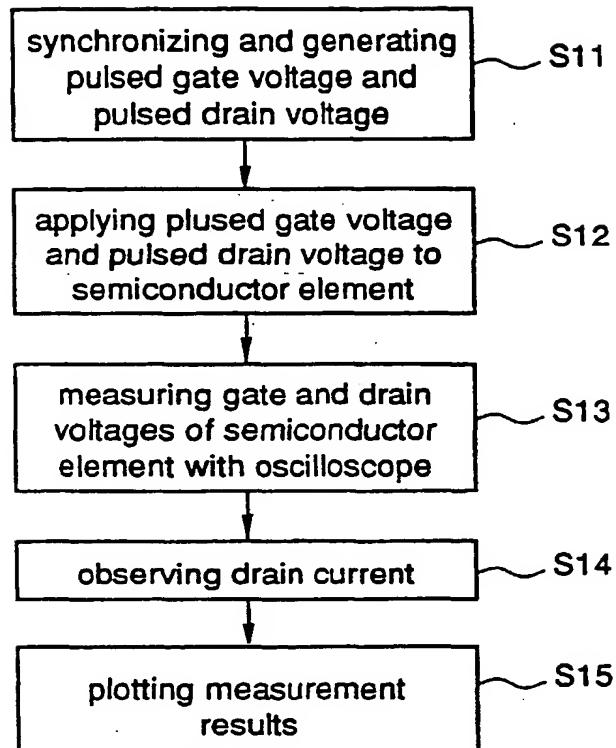 synchronizing and generating
pulsed gate voltage and
pulsed drain voltage
S11
applying plused gate voltage
and pulsed drain voltage to
semiconductor element
S12
measuring gate and drain
voltages of semiconductor
element with oscilloscope
S13
observing drain current
S14
plotting measurement
results
S15